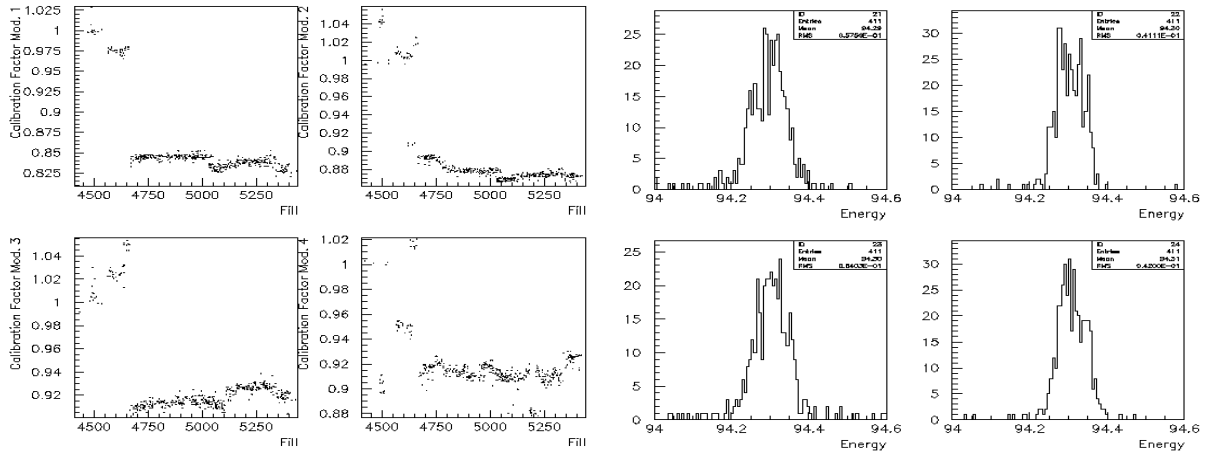 Calibration Factor Mod. 1
1.025
1
0.975
0.95
0.925
0.9
0.875
0.85
0.825
4500 4750 5000 5250
Fill
Calibration Factor Mod. 2
1.04
1.02
1
0.98
0.96
0.94
0.92
0.9
0.88
4500 4750 5000 5250
Fill
ID 21
Entries 411
Mean 94.29
RMS
25
20
15
10
5
0
94 94.2 94.4 94.6
Energy
ID 22
Entries 411
Mean 94.30
RMS
30
25
20
15
10
5
0
94 94.2 94.4 94.6
Energy
Calibration Factor Mod. 3
1.04
1.02
1
0.98
0.96
0.94
0.92
4500 4750 5000 5250
Fill
Calibration Factor Mod. 4
1.02
1
0.98
0.96
0.94
0.92
0.9
0.88
4500 4750 5000 5250
Fill
ID 23
Entries 411
Mean 94.30
RMS
25
20
15
10
5
0
94 94.2 94.4 94.6
Energy
ID 24
Entries 411
Mean 94.31
RMS
30
25
20
15
10
5
0
94 94.2 94.4 94.6
Energy